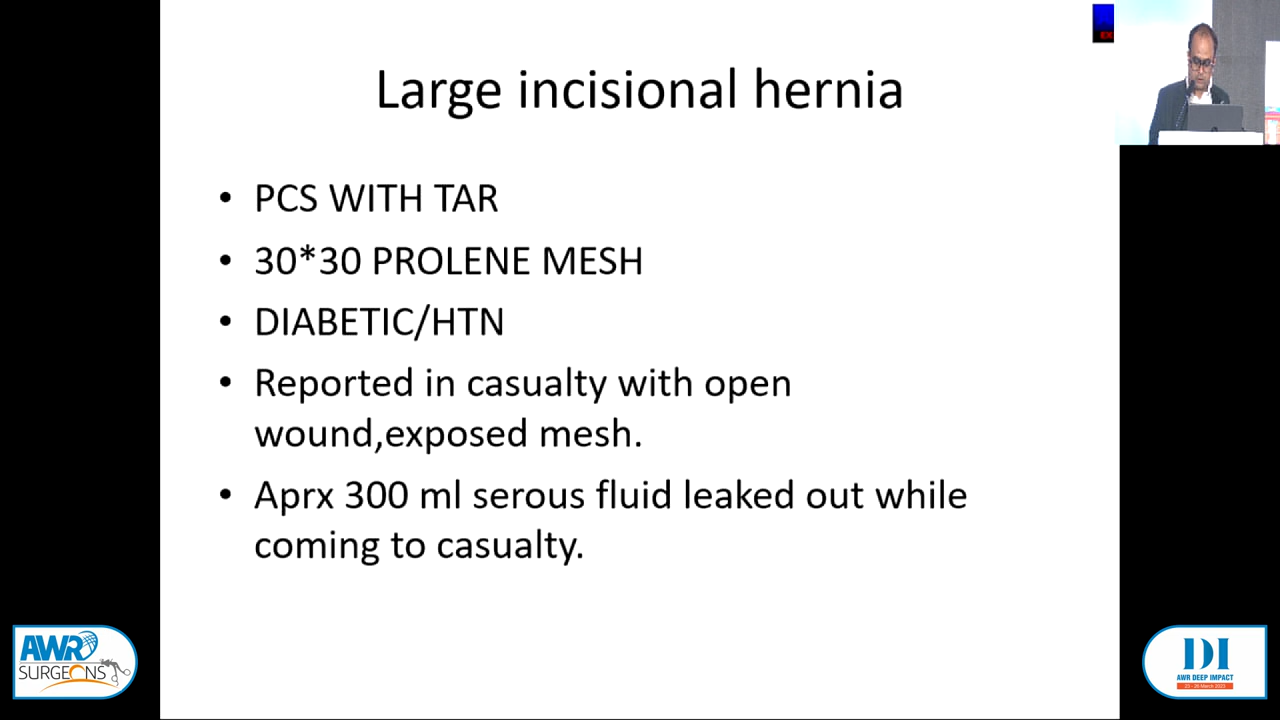 Large incisional hernia
• PCS WITH TAR
• 30*30 PROLENE MESH
• DIABETIC/HTN
• Reported in casualty with open
wound,exposed mesh.
• Aprx 300 ml serous fluid leaked out while
coming to casualty.
AWR
SURGEONS
DI
AWR DEEP IMPACT